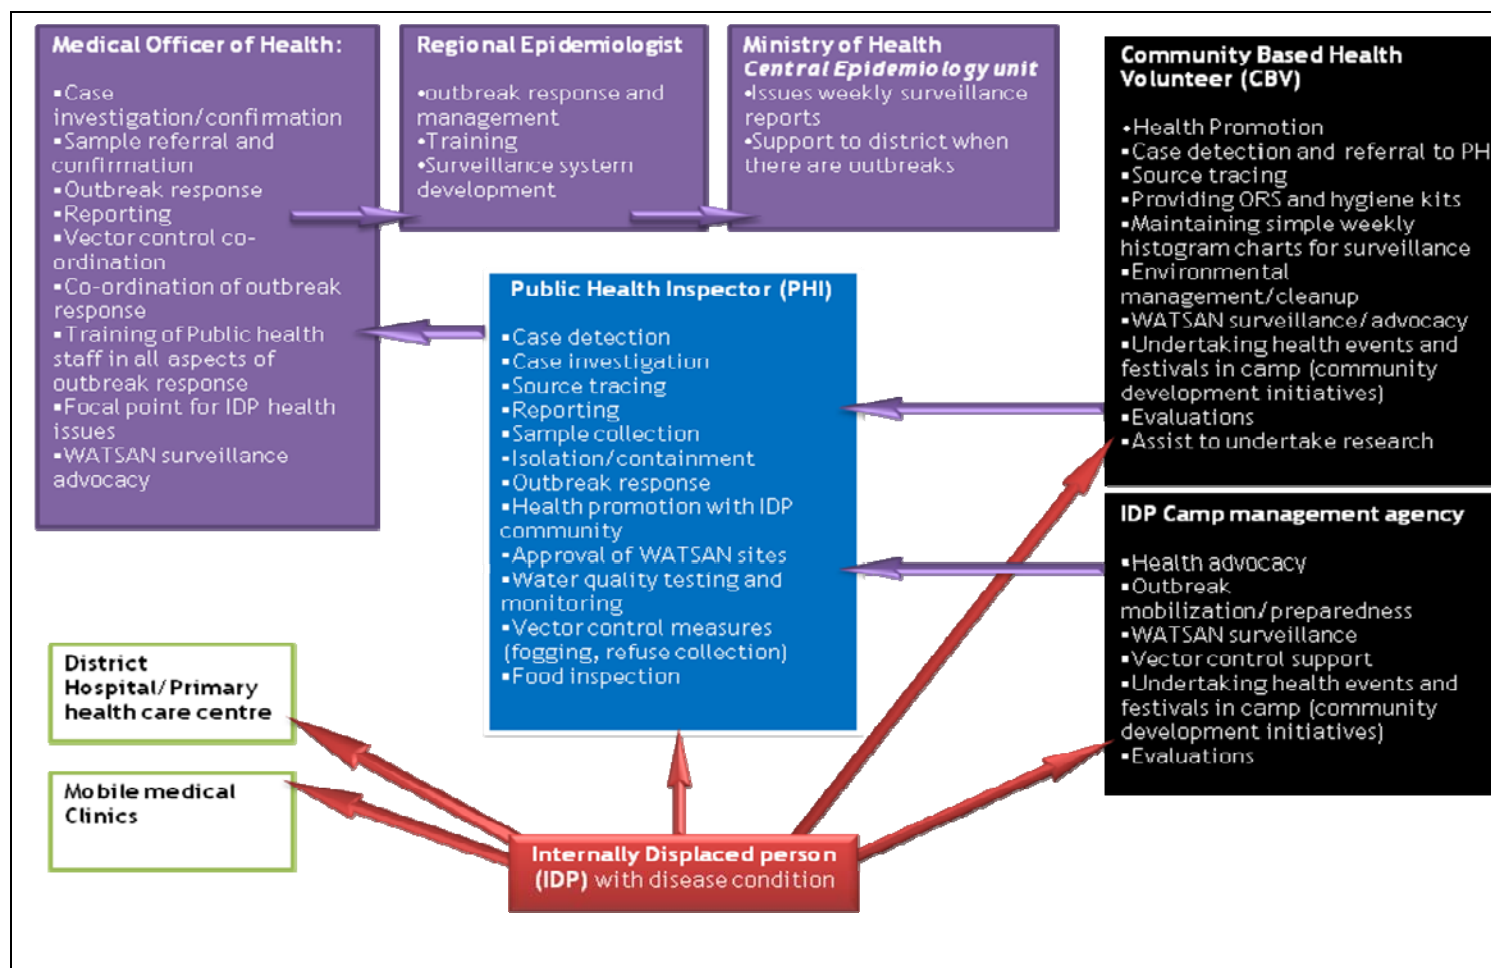 Medical Officer of Health:
▪Case
investigation/confirmation
▪Sample referral and
confirmation
▪Outbreak response
▪Reporting
▪Vector control co-
ordination
▪Co-ordination of outbreak
response
▪Training of Public health
staff in all aspects of
outbreak response
▪Focal point for IDP health
issues
▪WATSAN surveillance
advocacy
Regional Epidemiologist
•outbreak response and
management
•Training
•Surveillance system
development
Ministry of Health
Central Epidemiology unit
•Issues weekly surveillance
reports
•Support to district when
there are outbreaks
Community Based Health
Volunteer (CBV)
•Health Promotion
▪Case detection and referral to PH
▪Source tracing
▪Providing ORS and hygiene kits
▪Maintaining simple weekly
histogram charts for surveillance
▪Environmental
management/cleanup
▪WATSAN surveillance/advocacy
▪Undertaking health events and
festivals in camp (community
development initiatives)
▪Evaluations
▪Assist to undertake research
Public Health Inspector (PHI)
▪Case detection
▪Case investigation
▪Source tracing
▪Reporting
▪Sample collection
▪Isolation/containment
▪Outbreak response
▪Health promotion with IDP
community
▪Approval of WATSAN sites
▪Water quality testing and
monitoring
▪Vector control measures
(fogging, refuse collection)
▪Food inspection
IDP Camp management agency
▪Health advocacy
▪Outbreak
mobilization/preparedness
▪WATSAN surveillance
▪Vector control support
▪Undertaking health events and
festivals in camp (community
development initiatives)
▪Evaluations
District
Hospital/Primary
health care centre
Mobile medical
Clinics
Internally Displaced person
(IDP) with disease condition